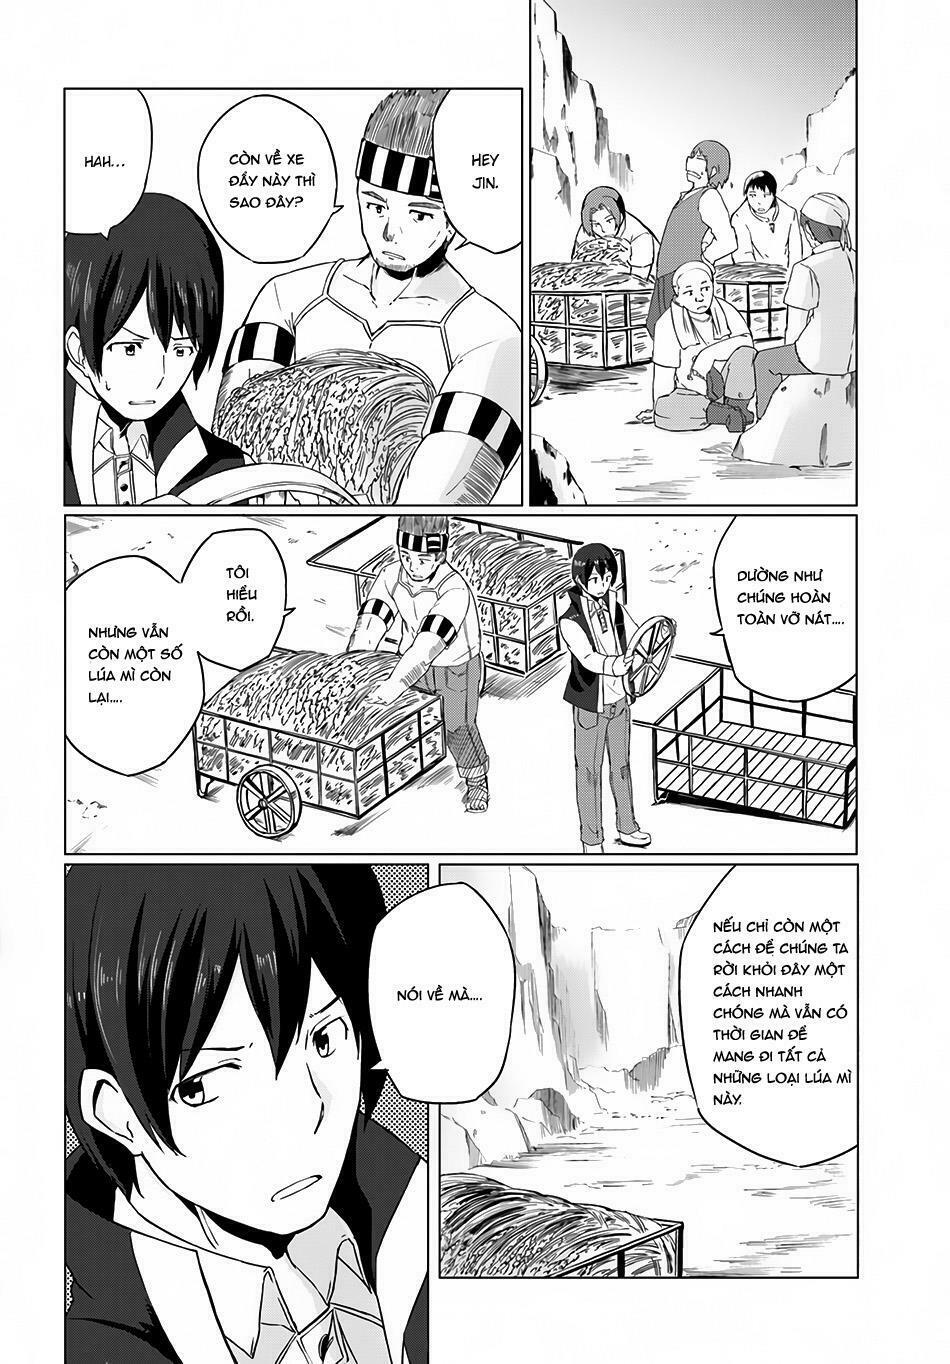 HEY
JIN.
CÒN VỀ XE
ĐẨY NÀY THÌ
SAO ĐÂY?
HAH...
DƯỜNG NHƯ
CHÚNG HOÀN
TOÀN VỠ NÁT....
TÔI
HIỂU
RỒI.
NHƯNG VẪN
CÒN MỘT SỐ
LÚA MÌ CÒN
LẠI....
NẾU CHỈ CÒN MỘT
CÁCH ĐỂ CHÚNG TA
RỜI KHỎI ĐÂY MỘT
CÁCH NHANH
CHÓNG MÀ VẪN CÓ
THỜI GIAN ĐỂ
MANG ĐI TẤT CẢ
NHỮNG LOẠI LÚA MÌ
NÀY.
NÓI VỀ MÀ....